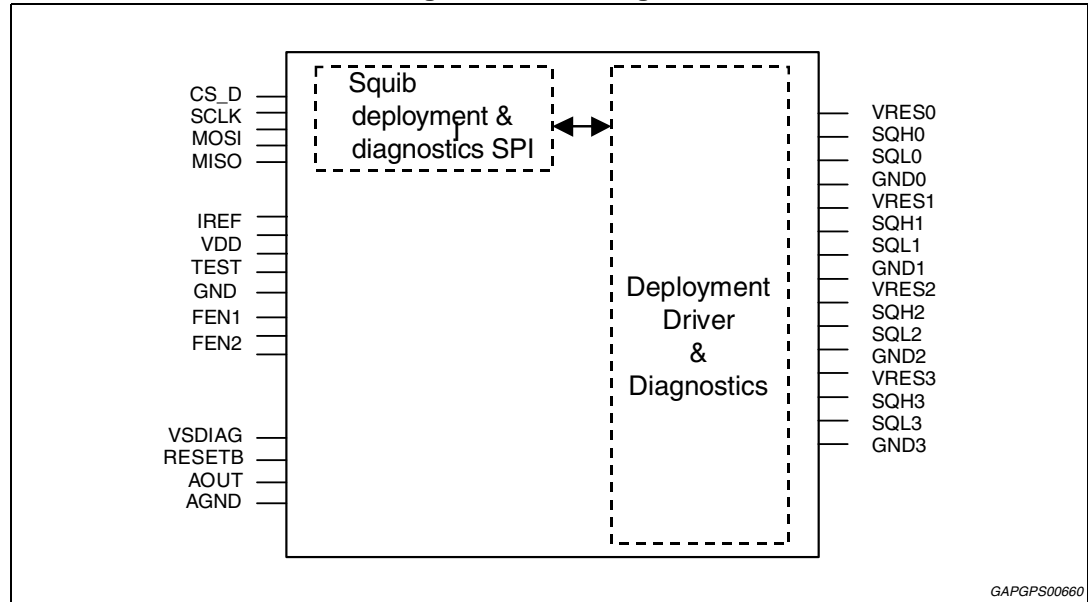 CS_D
SCLK
MOSI
MISO
IREF
VDD
TEST
GND
FEN1
FEN2
VSDIAG
RESETB
AOUT
AGND
Squib
deployment &
diagnostics SPI
Deployment
Driver
&
Diagnostics
VRES0
SQH0
SQL0
GND0
VRES1
SQH1
SQL1
GND1
VRES2
SQH2
SQL2
GND2
VRES3
SQH3
SQL3
GND3
GAPGPS00660